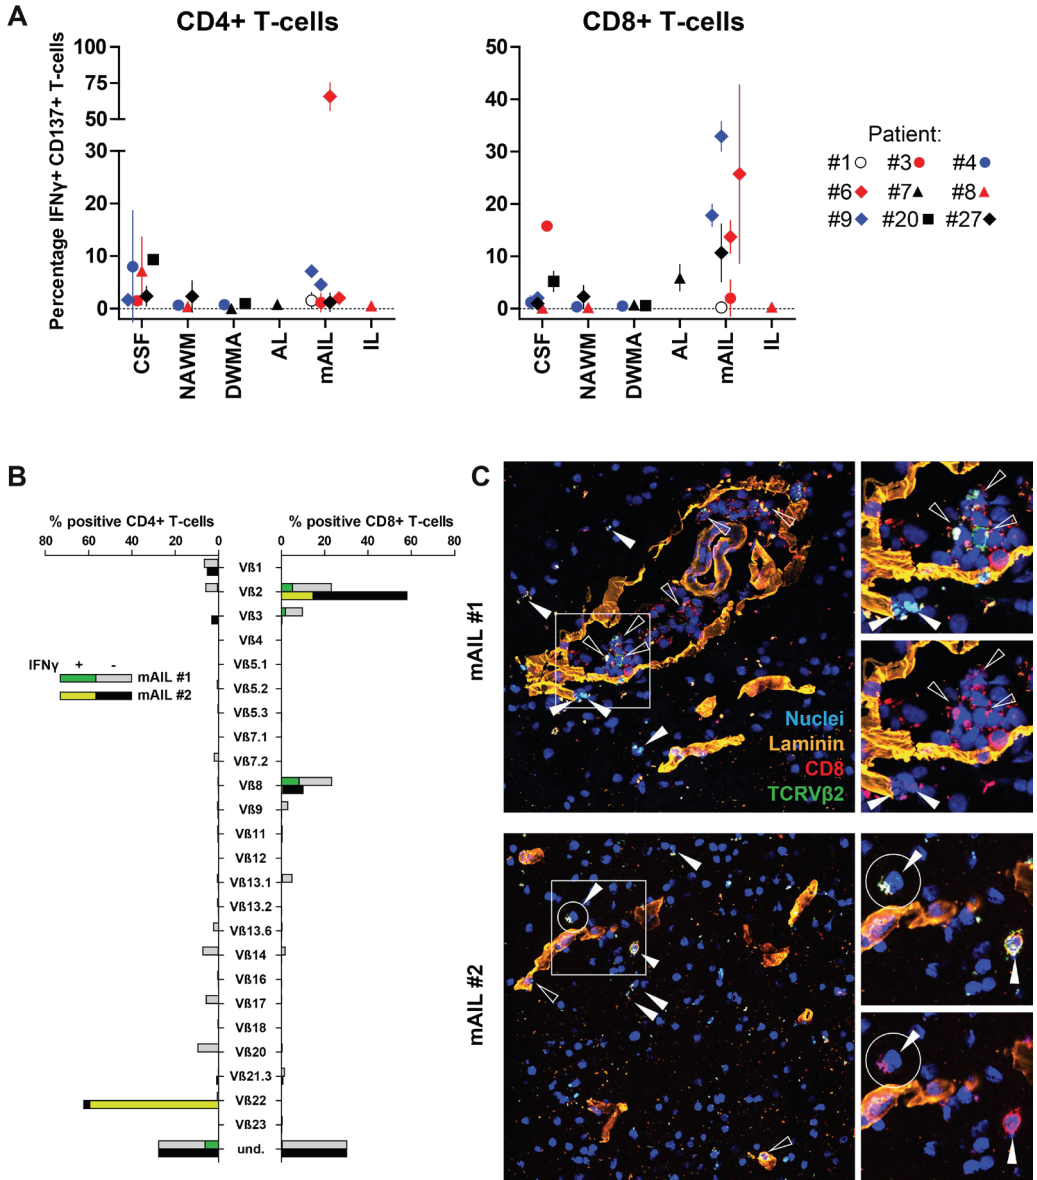 A
CD4+ T-cells
CD8+ T-cells
Percentage IFNγ+ CD137+ T-cells
100
75
50
30
20
10
0
CSF
NAWM
DWMA
AL
mAIL
IL
50
40
30
20
10
0
CSF
NAWM
DWMA
AL
mAIL
IL
Patient:
#1 #3 #4
#6 #7 #8
#9 #20 #27
B
% positive CD4+ T-cells % positive CD8+ T-cells
80 60 40 20 0 0 20 40 60 80
Vß1
Vß2
Vß3
Vß4
Vß5.1
Vß5.2
Vß5.3
Vß7.1
Vß7.2
Vß8
Vß9
Vß11
Vß12
Vß13.1
Vß13.2
Vß13.6
Vß14
Vß16
Vß17
Vß18
Vß20
Vß21.3
Vß22
Vß23
und.
IFNγ + -
mAIL #1
mAIL #2
C
mAIL #1
Nuclei
Laminin
CD8
TCRVβ2
mAIL #2